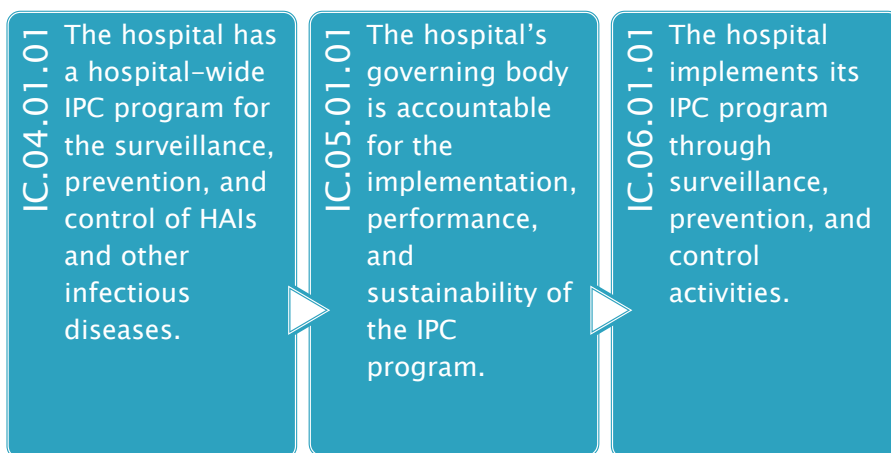 IC.04.01.01
The hospital has
a hospital-wide
IPC program for
the surveillance,
prevention, and
control of HAIs
and other
infectious
diseases.
IC.05.01.01
The hospital’s
governing body
is accountable
for the
implementation,
performance,
and
sustainability of
the IPC
program.
IC.06.01.01
The hospital
implements its
IPC program
through
surveillance,
prevention, and
control
activities.